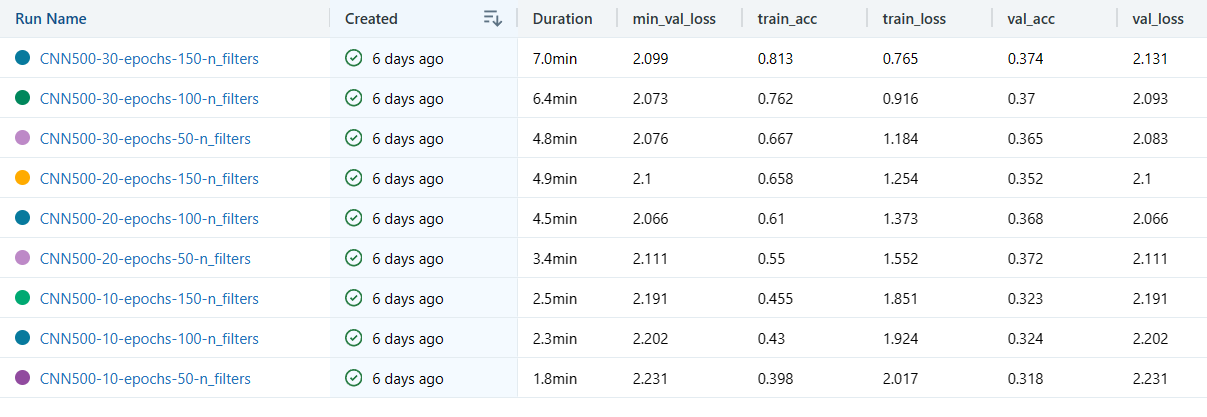 Run Name Created Duration min_val_loss train_acc train_loss val_acc val_loss
CNN500-30-epochs-150-n_filters 6 days ago 7.0min 2.099 0.813 0.765 0.374 2.131
CNN500-30-epochs-100-n_filters 6 days ago 6.4min 2.073 0.762 0.916 0.37 2.093
CNN500-30-epochs-50-n_filters 6 days ago 4.8min 2.076 0.667 1.184 0.365 2.083
CNN500-20-epochs-150-n_filters 6 days ago 4.9min 2.1 0.658 1.254 0.352 2.1
CNN500-20-epochs-100-n_filters 6 days ago 4.5min 2.066 0.61 1.373 0.368 2.066
CNN500-20-epochs-50-n_filters 6 days ago 3.4min 2.111 0.55 1.552 0.372 2.111
CNN500-10-epochs-150-n_filters 6 days ago 2.5min 2.191 0.455 1.851 0.323 2.191
CNN500-10-epochs-100-n_filters 6 days ago 2.3min 2.202 0.43 1.924 0.324 2.202
CNN500-10-epochs-50-n_filters 6 days ago 1.8min 2.231 0.398 2.017 0.318 2.231